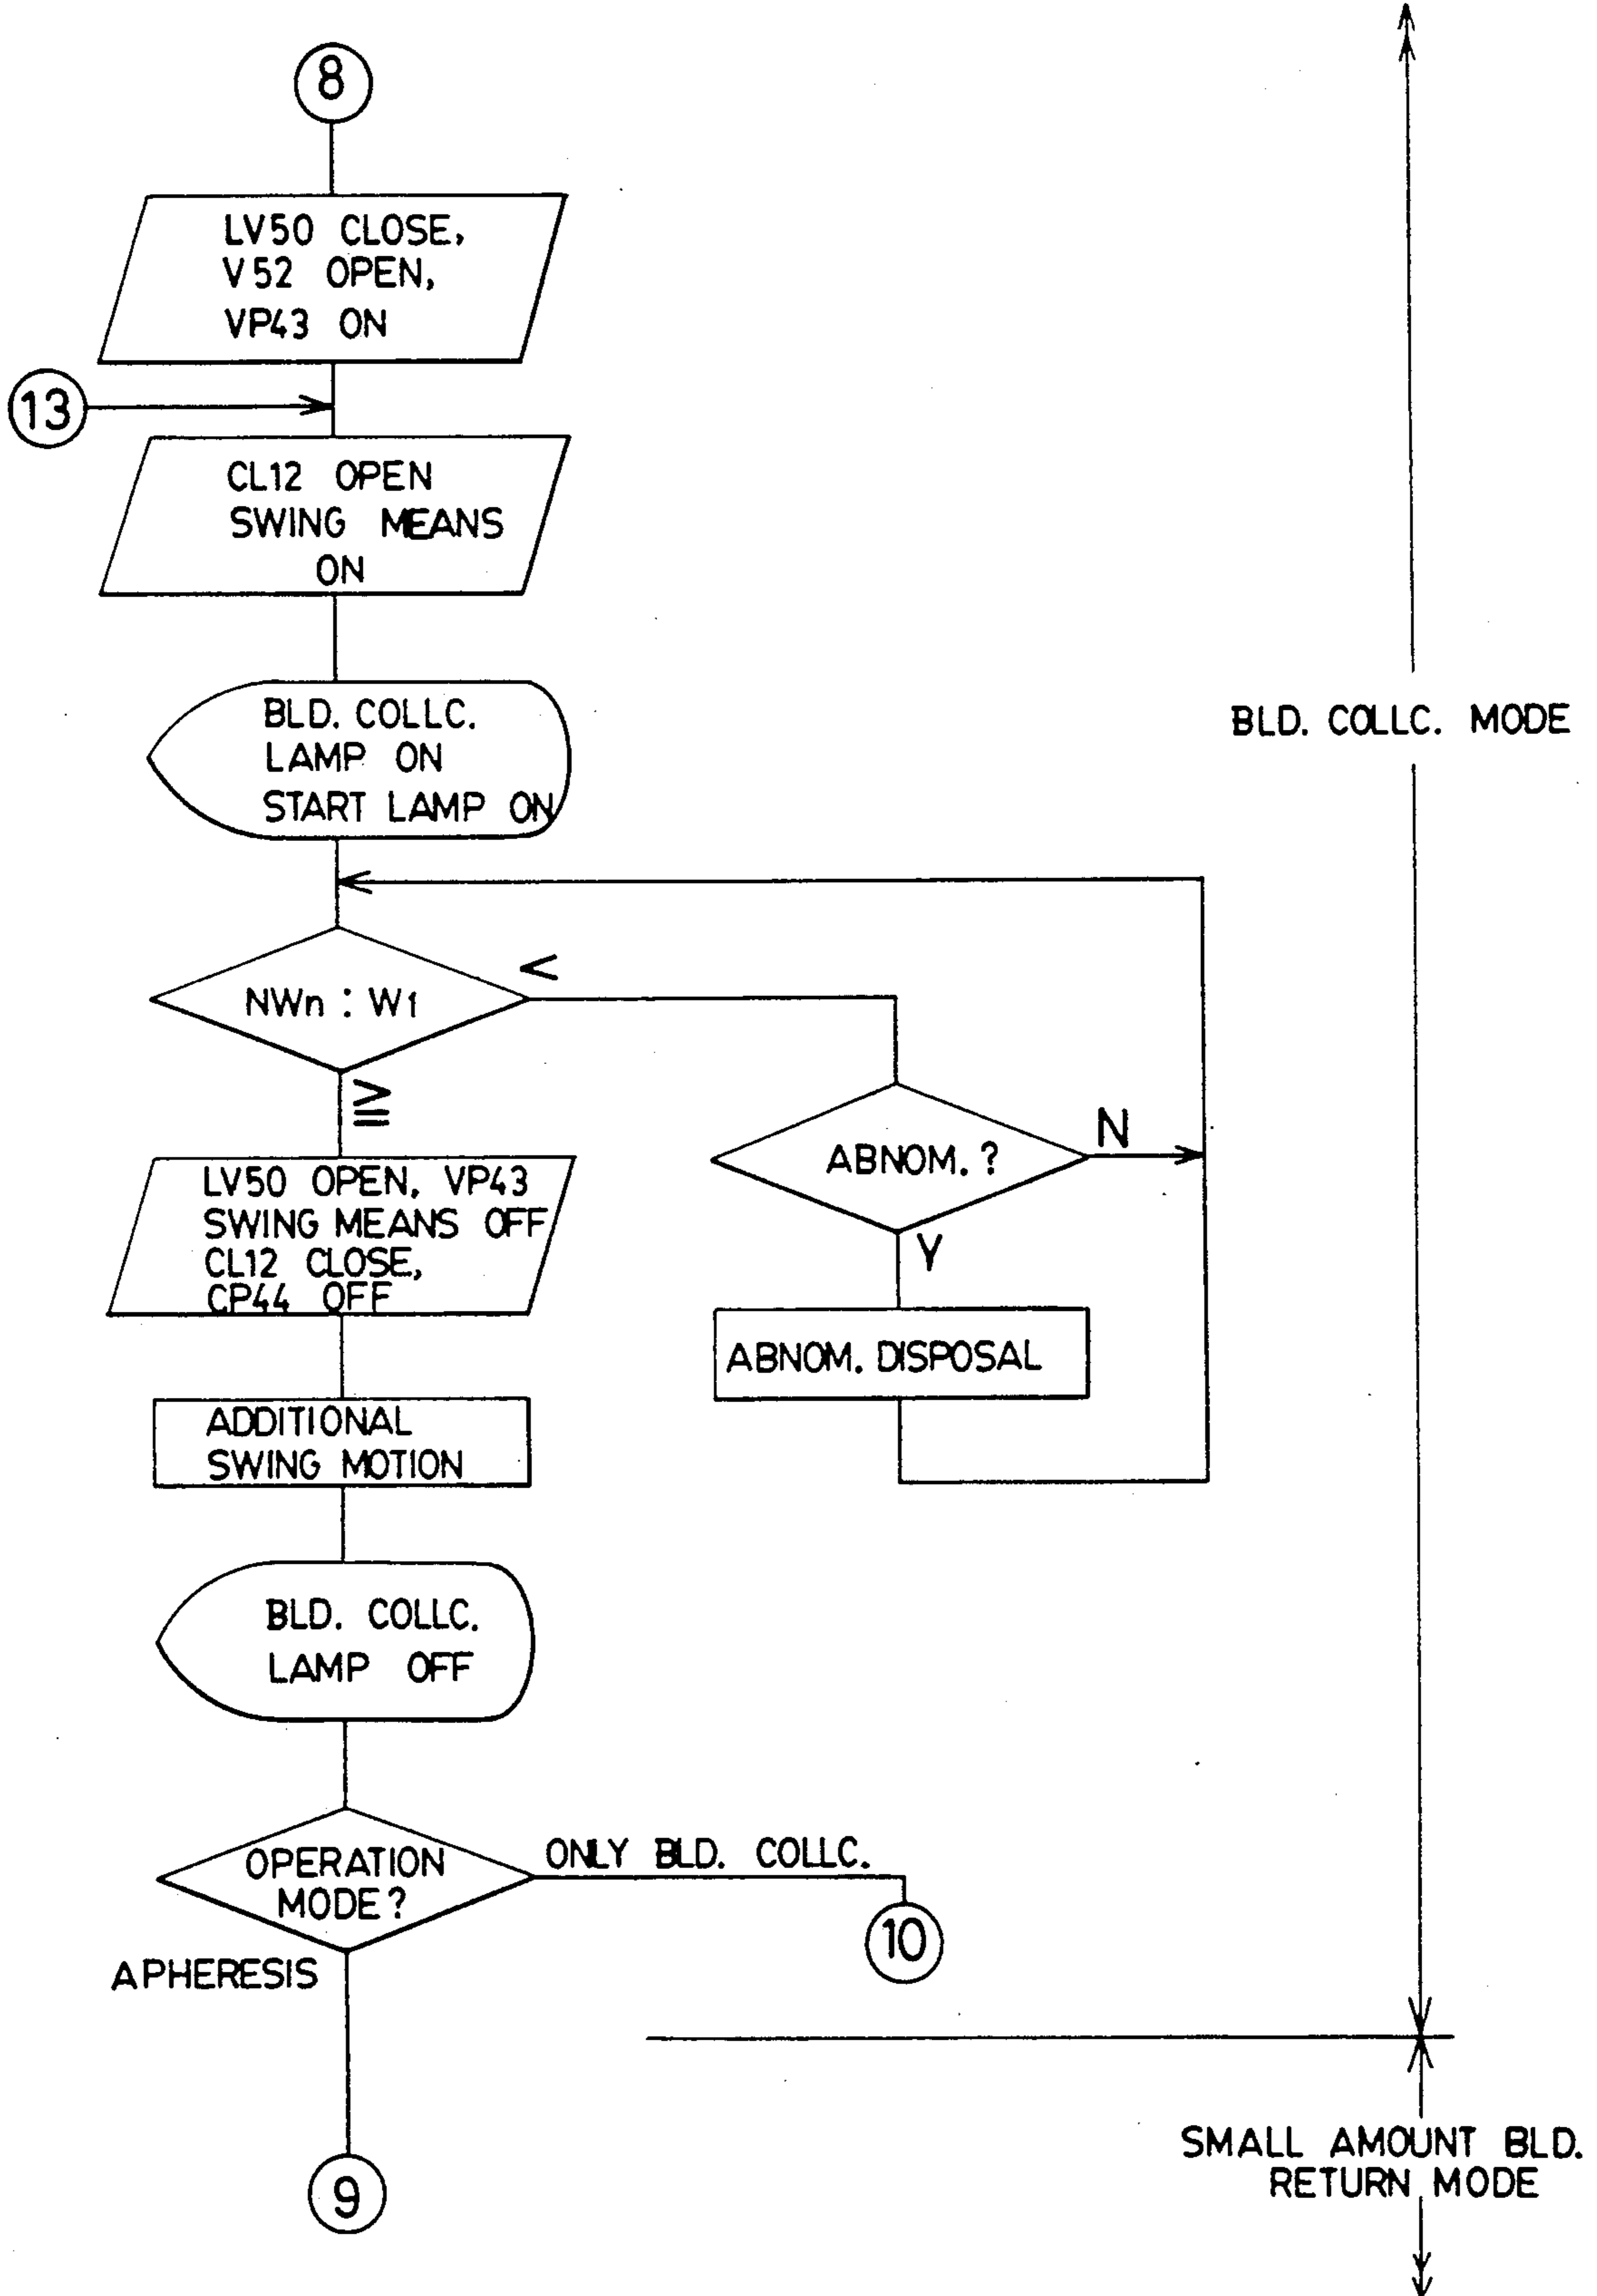 8
LV50 CLOSE,
V52 OPEN,
VP43 ON
13
CL12 OPEN
SWING MEANS
ON
BLD. COLLC.
LAMP ON
START LAMP ON
BLD. COLLC. MODE
<
NWn : W1
≧
ABNOM. ?
N
Y
LV50 OPEN, VP43
SWING MEANS OFF
CL12 CLOSE,
CP44 OFF
ABNOM. DISPOSAL
ADDITIONAL
SWING MOTION
BLD. COLLC.
LAMP OFF
OPERATION
MODE?
ONLY BLD. COLLC.
10
APHERESIS
SMALL AMOUNT BLD.
RETURN MODE
9